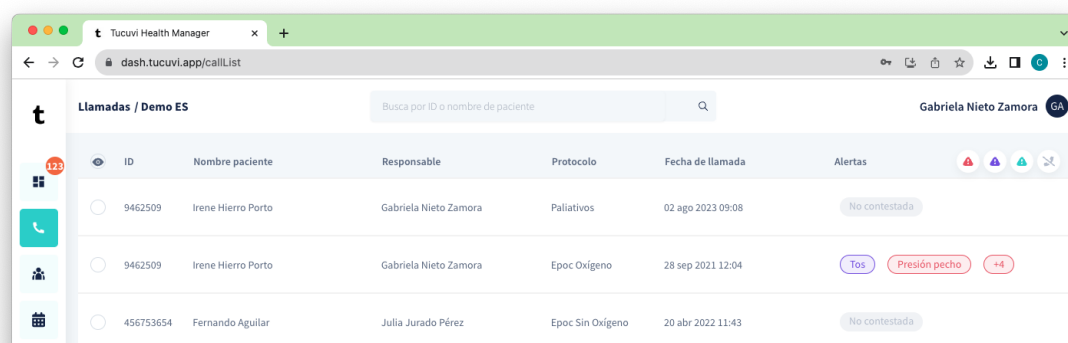 t Tucuvi Health Manager
dash.tucuvi.app/callList
C
t
Llamadas / Demo ES
Busca por ID o nombre de paciente
Gabriela Nieto Zamora GA
123
ID Nombre paciente Responsable Protocolo Fecha de llamada Alertas
9462509 Irene Hierro Porto Gabriela Nieto Zamora Paliativos 02 ago 2023 09:08 No contestada
9462509 Irene Hierro Porto Gabriela Nieto Zamora Epoc Oxígeno 28 sep 2021 12:04 Tos Presión pecho +4
456753654 Fernando Aguilar Julia Jurado Pérez Epoc Sin Oxígeno 20 abr 2022 11:43 No contestada